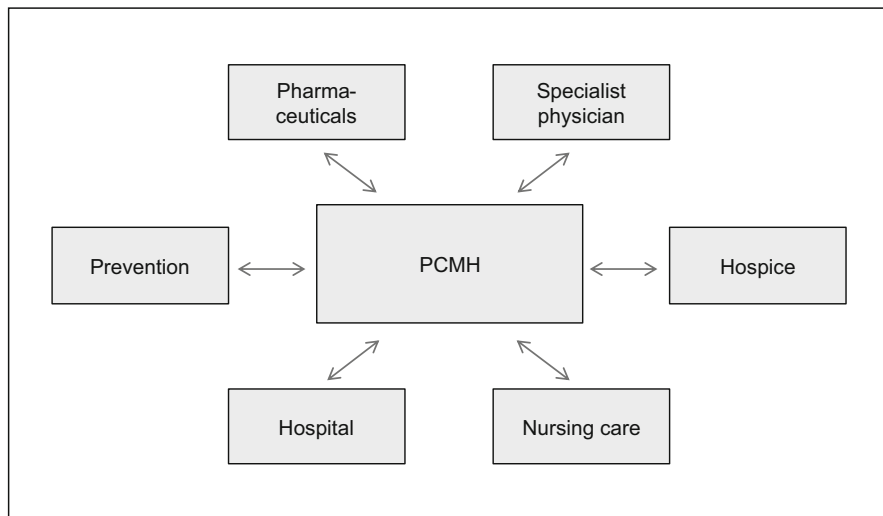 Pharma-
ceuticals
Specialist
physician
Prevention
PCMH
Hospice
Hospital
Nursing care